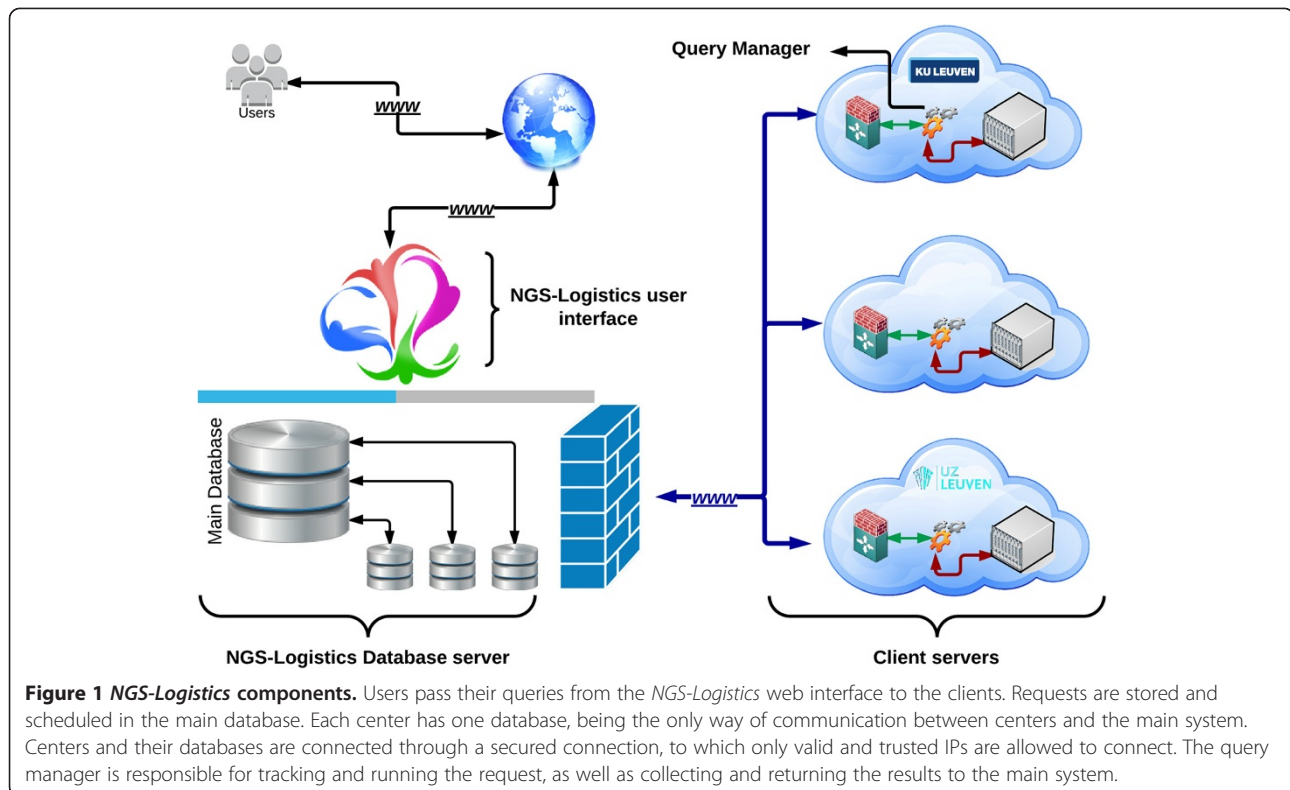 Users
www
www
NGS-Logistics user
interface
Main Database
NGS-Logistics Database server
www
Query Manager
KU LEUVEN
UZ
LEUVEN
Client servers
Figure 1 NGS-Logistics components. Users pass their queries from the NGS-Logistics web interface to the clients. Requests are stored and
scheduled in the main database. Each center has one database, being the only way of communication between centers and the main system.
Centers and their databases are connected through a secured connection, to which only valid and trusted IPs are allowed to connect. The query
manager is responsible for tracking and running the request, as well as collecting and returning the results to the main system.